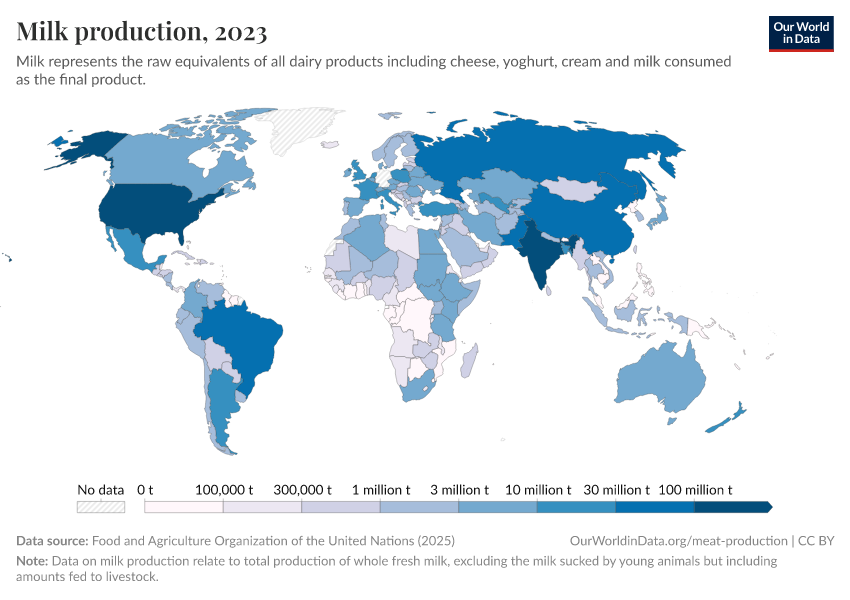 Milk production, 2023
Our World
in Data
Milk represents the raw equivalents of all dairy products including cheese, yoghurt, cream and milk consumed
as the final product.
No data
0 t
100,000 t
300,000 t
1 million t
3 million t
10 million t
30 million t
100 million t
Data source: Food and Agriculture Organization of the United Nations (2025)
OurWorldinData.org/meat-production | CC BY
Note: Data on milk production relate to total production of whole fresh milk, excluding the milk sucked by young animals but including
amounts fed to livestock.